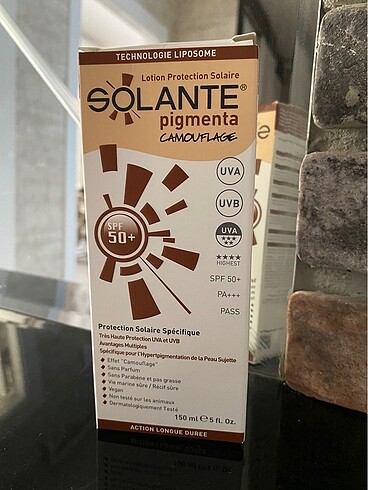 TECHNOLOGIE LIPOSOME
Lotion Protection Solaire
SOLANTE®
pigmenta
CAMOUFLAGE
UVA
UVB
SPF
50+
UVA
HIGHEST
SPF 50+
PA+++
PASS
Protection Solaire Spécifique
Très Haute Protection UVA et UVB
Avantages Multiples
Spécifique pour l'Hyperpigmentation de la Peau Sujette
Effet "Camouflage"
Sans Parfum
Sans Parabène et pas grasse
Vie marine sûre / Récif sûre
Vegan
Non testé sur les animaux
Dermatologiquement Testé
150 ml ℮ 5 fl. Oz.
ACTION LONGUE DUREE